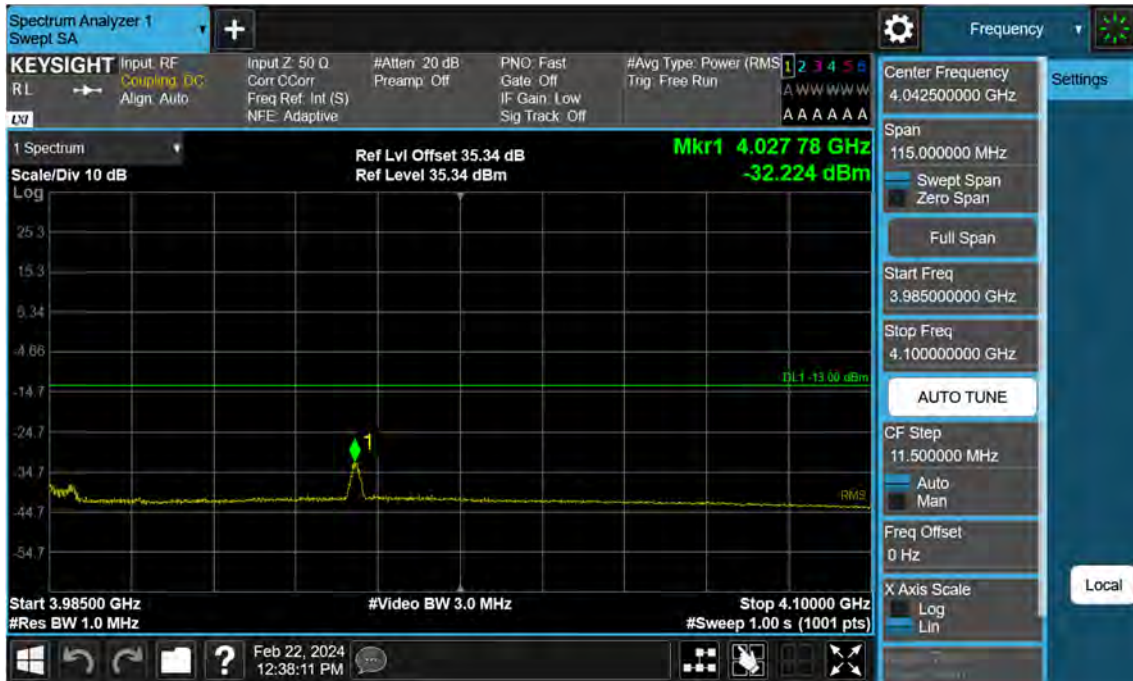 Spectrum Analyzer 1
Swept SA
+
Frequency
KEYSIGHT
RL
LXI
Input: RF
Coupling: DC
Align: Auto
Input Z: 50 Ω
Corr CCorr
Freq Ref: Int (S)
NFE: Adaptive
#Atten: 20 dB
Preamp: Off
PNO: Fast
Gate: Off
IF Gain: Low
Sig Track: Off
#Avg Type: Power (RMS
Trig: Free Run
1 2 3 4 5 6
A W W W W W
A A A A A A
1 Spectrum
Scale/Div 10 dB
Ref Lvl Offset 35.34 dB
Ref Level 35.34 dBm
Mkr1 4.027 78 GHz
-32.224 dBm
Log
25.3
15.3
5.34
-4.66
-14.7
-24.7
-34.7
-44.7
-54.7
DL1 -13.00 dBm
1
RMS
Start 3.98500 GHz
#Res BW 1.0 MHz
#Video BW 3.0 MHz
Stop 4.10000 GHz
#Sweep 1.00 s (1001 pts)
Center Frequency
4.042500000 GHz
Span
115.000000 MHz
Swept Span
Zero Span
Full Span
Start Freq
3.985000000 GHz
Stop Freq
4.100000000 GHz
AUTO TUNE
CF Step
11.500000 MHz
Auto
Man
Freq Offset
0 Hz
X Axis Scale
Log
Lin
Settings
Local
?
Feb 22, 2024
12:38:11 PM